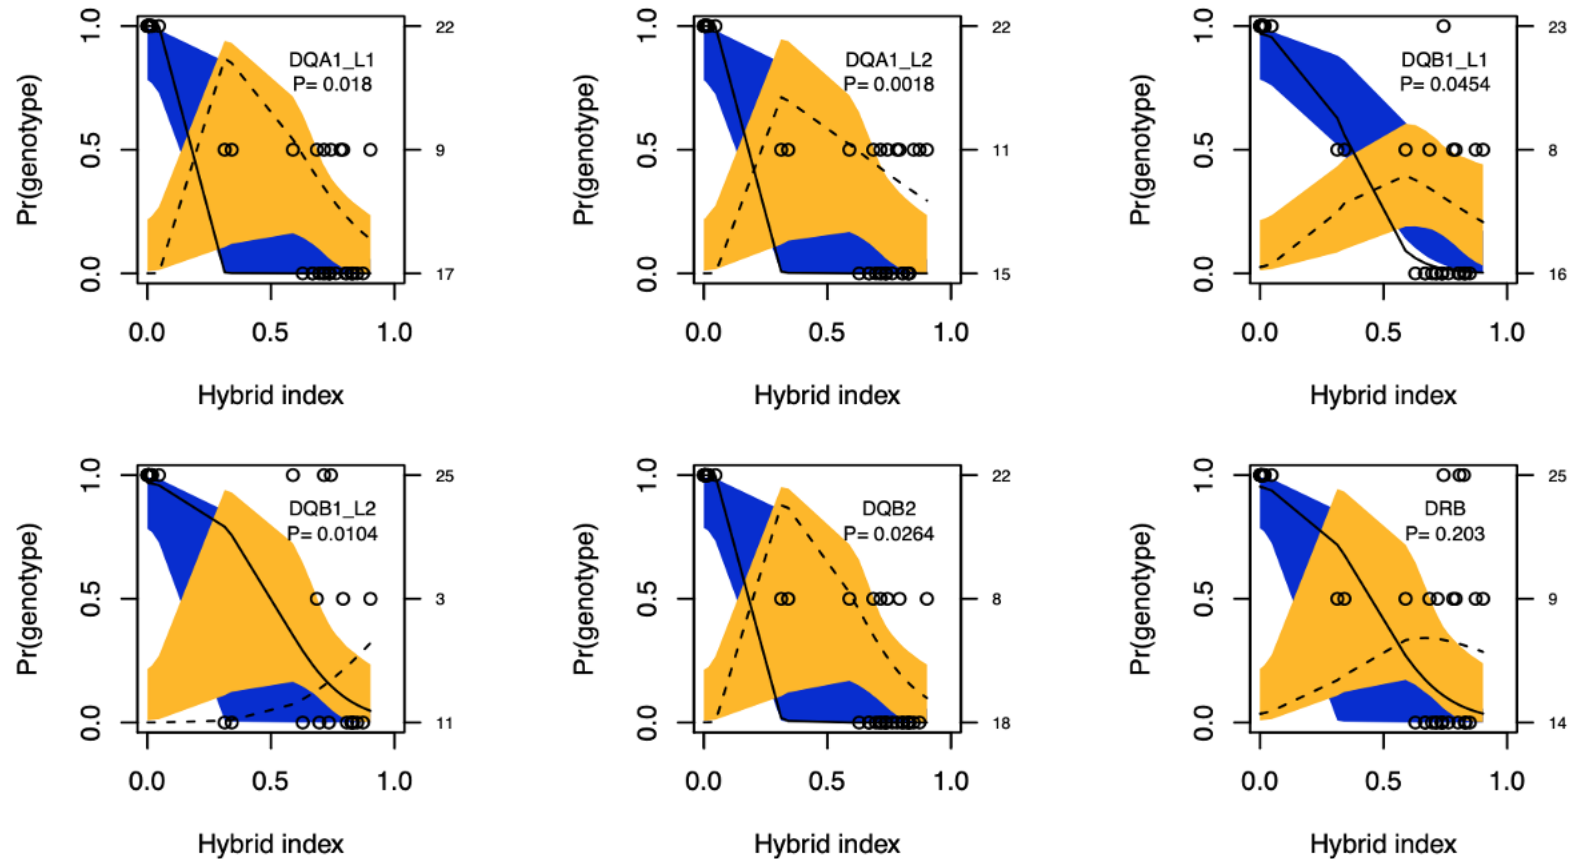 Pr(genotype)
1.0
0.5
0.0
DQA1_L1
P= 0.018
22
9
17
0.0 0.5 1.0
Hybrid index
Pr(genotype)
1.0
0.5
0.0
DQA1_L2
P= 0.0018
22
11
15
0.0 0.5 1.0
Hybrid index
Pr(genotype)
1.0
0.5
0.0
DQB1_L1
P= 0.0454
23
8
16
0.0 0.5 1.0
Hybrid index
Pr(genotype)
1.0
0.5
0.0
DQB1_L2
P= 0.0104
25
3
11
0.0 0.5 1.0
Hybrid index
Pr(genotype)
1.0
0.5
0.0
DQB2
P= 0.0264
22
8
18
0.0 0.5 1.0
Hybrid index
Pr(genotype)
1.0
0.5
0.0
DRB
P= 0.203
25
9
14
0.0 0.5 1.0
Hybrid index